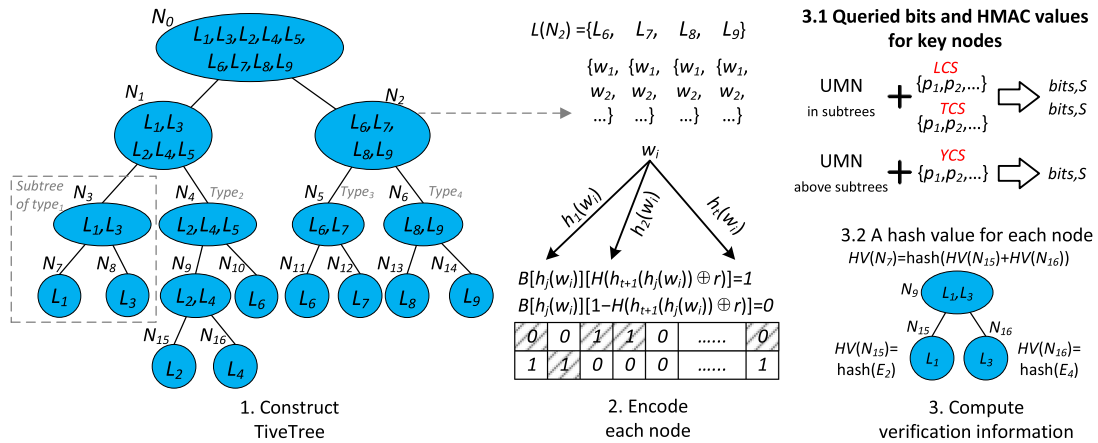 N0
L1,L3,L2,L4,L5,
L6,L7,L8,L9
N1
L1,L3
L2,L4,L5
N2
L6,L7,
L8,L9
Subtree
of type1
N3
L1,L3
N4
Type2
L2,L4,L5
N5
Type3
L6,L7
N6
Type4
L8,L9
N7
L1
N8
L3
N9
L2,L4
N10
L6
N11
L6
N12
L7
N13
L8
N14
L9
N15
L2
N16
L4
1. Construct
TiveTree
L(N2) ={L6, L7, L8, L9}
{w1, {w1, {w1, {w1,
w2, w2, w2, w2,
...} ...} ...} ...}
wi
h1(wi)
h2(wi)
ht(wi)
B[hj(wi)][H(ht+1(hj(wi)) ⊕ r)]=1
B[hj(wi)][1−H(ht+1(hj(wi)) ⊕ r)]=0
0 0 1 1 0 ...... 0
1 1 0 0 0 ...... 1
2. Encode
each node
3.1 Queried bits and HMAC values
for key nodes
UMN
in subtrees
+
LCS
{p1,p2,...}
TCS
{p1,p2,...}
bits,S
bits,S
UMN
above subtrees
+
YCS
{p1,p2,...}
bits,S
3.2 A hash value for each node
HV(N7)=hash(HV(N15)+HV(N16))
N9
L1,L3
N15
N16
HV(N15)=
hash(E2)
L1
L3
HV(N16)=
hash(E4)
3. Compute
verification information